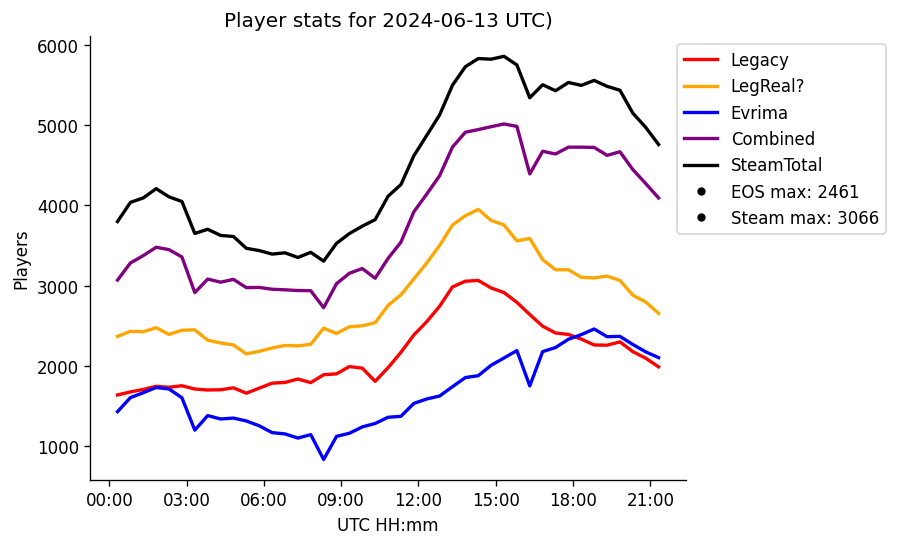 Player stats for 2024-06-13 UTC)
6000
5000
4000
3000
2000
1000
Players
00:00 03:00 06:00 09:00 12:00 15:00 18:00 21:00
UTC HH:mm
Legacy
LegReal?
Evrima
Combined
SteamTotal
EOS max: 2461
Steam max: 3066